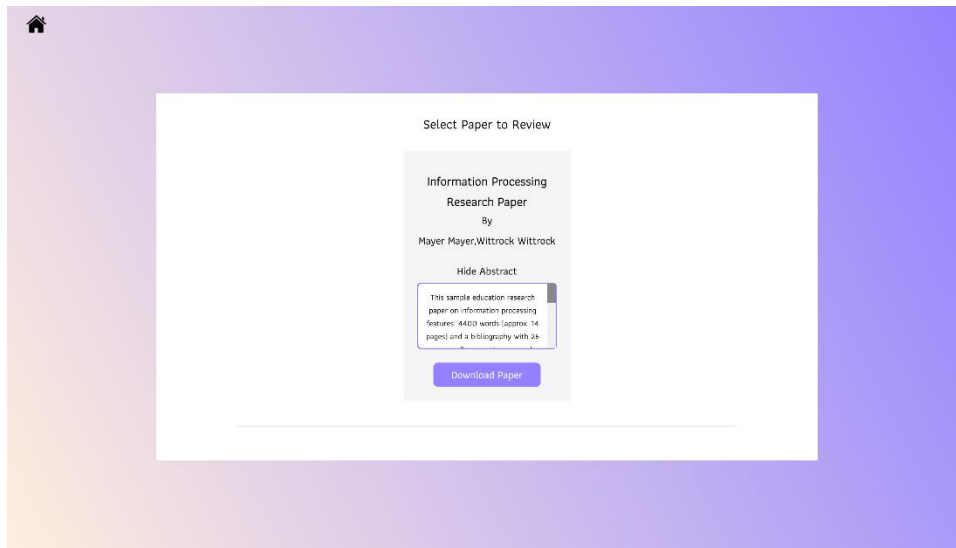 Select Paper to Review
Information Processing
Research Paper
By
Mayer Mayer,Wittrock Wittrock
Hide Abstract
This sample education research
paper on information processing
features: 4400 words (approx. 14
pages) and a bibliography with 26
Download Paper